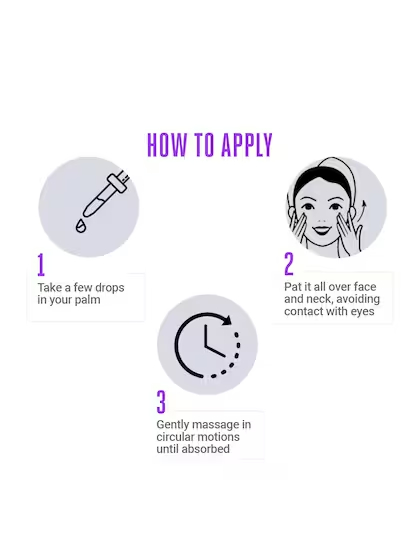 HOW TO APPLY
1
Take a few drops
in your palm
2
Pat it all over face
and neck, avoiding
contact with eyes
3
Gently massage in
circular motions
until absorbed